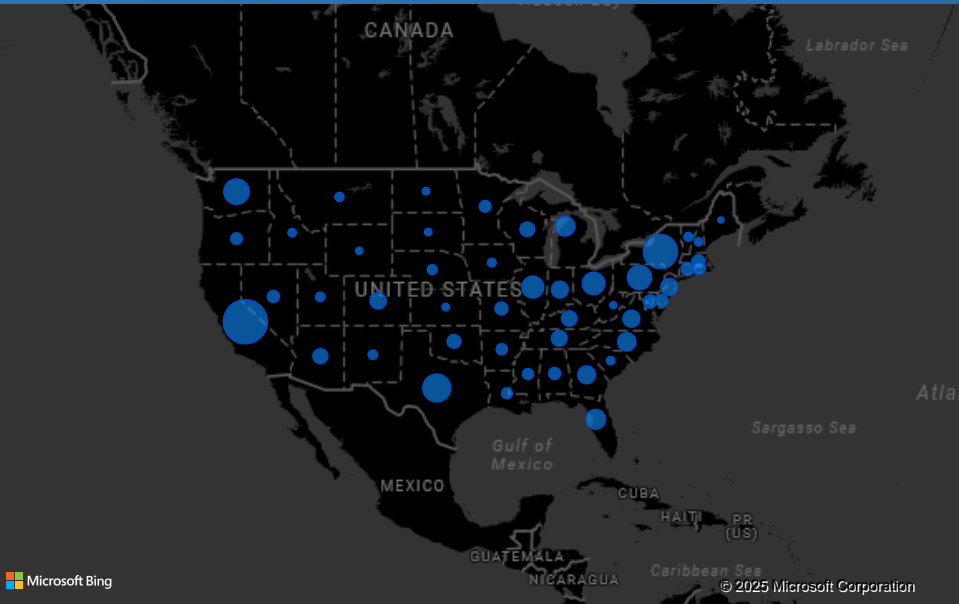 CANADA
Labrador Sea
UNITED STATES
Atla
Sargasso Sea
Gulf of
Mexico
MEXICO
CUBA
HAITI
PR
(US)
GUATEMALA
NICARAGUA
Caribbean Sea
Microsoft Bing
© 2025 Microsoft Corporation